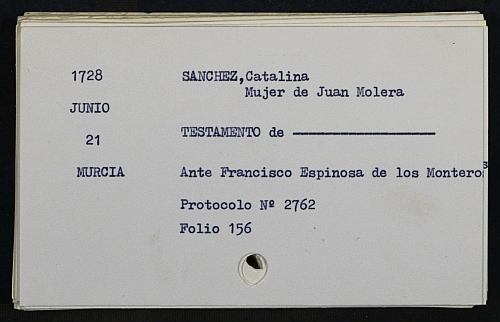 1728 SANCHEZ,Catalina
Mujer de Juan Molera
JUNIO
21 TESTAMENTO de ------------------
MURCIA Ante Francisco Espinosa de los Monteros
Protocolo Nº 2762
Folio 156